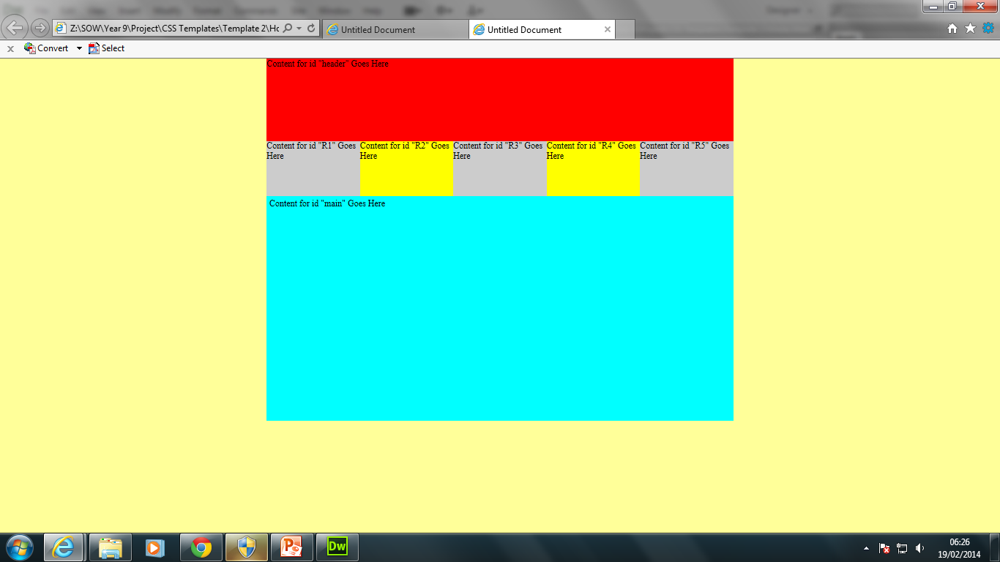 Z:\SOW\Year 9\Project\CSS Templates\Template 2\Ho
Untitled Document
Untitled Document
x Convert Select
Content for id "header" Goes Here
Content for id "R1" Goes
Here
Content for id "R2" Goes
Here
Content for id "R3" Goes
Here
Content for id "R4" Goes
Here
Content for id "R5" Goes
Here
Content for id "main" Goes Here
Dw
06:26
19/02/2014